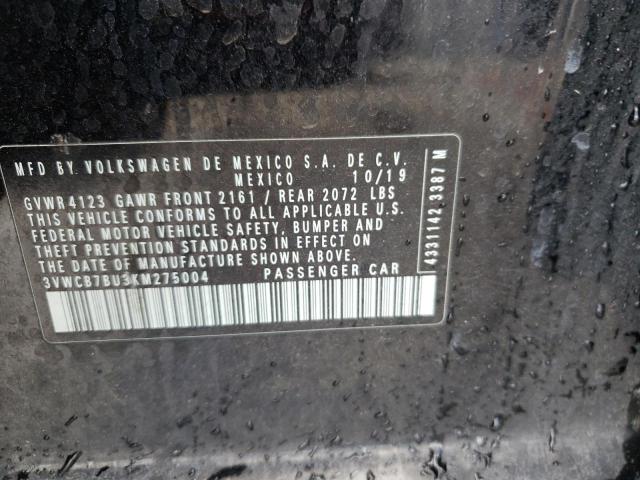 MFD BY VOLKSWAGEN DE MEXICO S.A. DE C.V.
MEXICO 10/19
GVWR4123 GAWR FRONT 2161 / REAR 2072 LBS
THIS VEHICLE CONFORMS TO ALL APPLICABLE U.S.
FEDERAL MOTOR VEHICLE SAFETY, BUMPER AND
THEFT PREVENTION STANDARDS IN EFFECT ON
THE DATE OF MANUFACTURE SHOWN ABOVE.
3VWCB7BU3KM275004 PASSENGER CAR
4331142.3387 M